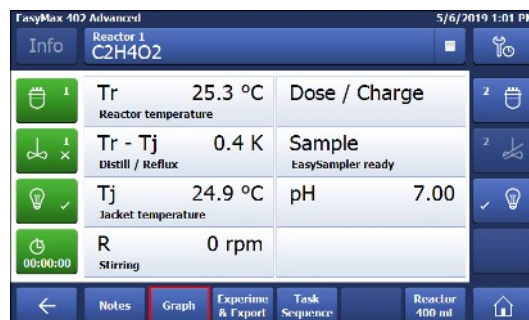 EasyMax 402 Advanced
5/6/2019 1:01 PM
Info
Reactor 1
C2H4O2
1
Tr 25.3 °C
Reactor temperature
Dose / Charge
2
1
Tr - Tj 0.4 K
Distill / Reflux
Sample
EasySampler ready
2
Tj 24.9 °C
Jacket temperature
pH 7.00
00:00:00
R 0 rpm
Stirring
Notes
Graph
Experime
& Export
Task
Sequence
Reactor
400 ml